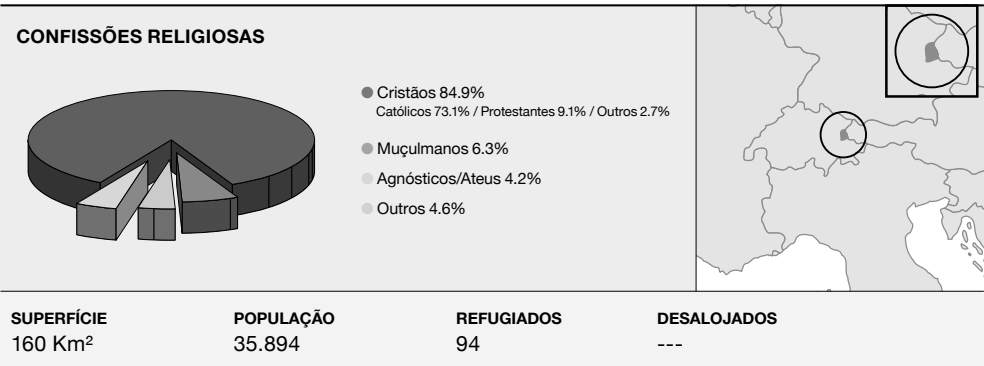 CONFISSÕES RELIGIOSAS
Cristãos 84.9%
Católicos 73.1% / Protestantes 9.1% / Outros 2.7%
Muçulmanos 6.3%
Agnósticos/Ateus 4.2%
Outros 4.6%
SUPERFÍCIE POPULAÇÃO REFUGIADOS DESALOJADOS
160 Km² 35.894 94 ---